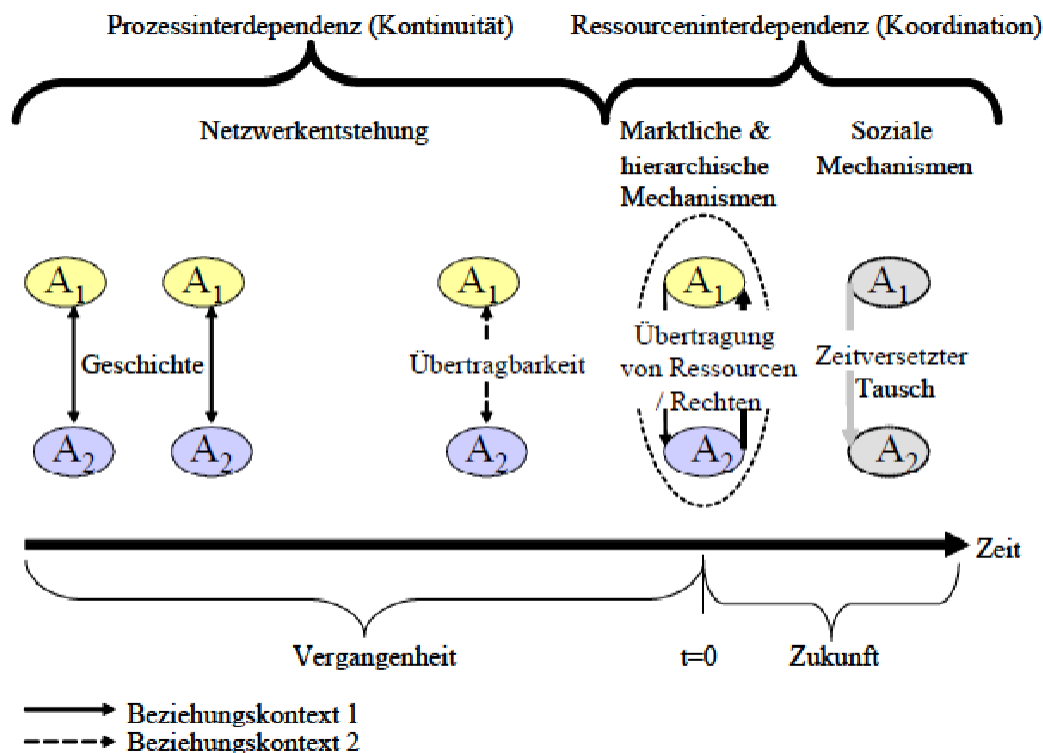 Prozessinterdependenz (Kontinuität)
Ressourceninterdependenz (Koordination)
Netzwerkentstehung
Marktliche &
hierarchische
Mechanismen
Soziale
Mechanismen
A1
A1
A1
A1
A1
Geschichte
Übertragbarkeit
Übertragung
von Ressourcen
/ Rechten
Zeitversetzter
Tausch
A2
A2
A2
A2
A2
Zeit
Vergangenheit
t=0
Zukunft
Beziehungskontext 1
Beziehungskontext 2